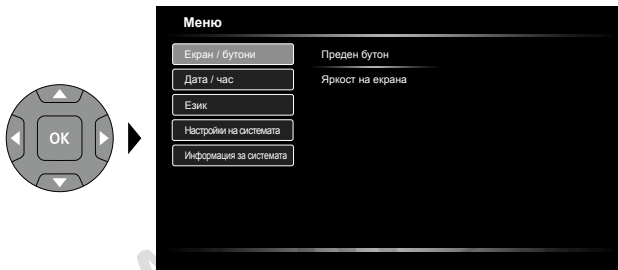 Меню
Екран / бутони
Преден бутон
Дата / час
Яркост на екрана
Език
Настройки на системата
Информация за системата
OK